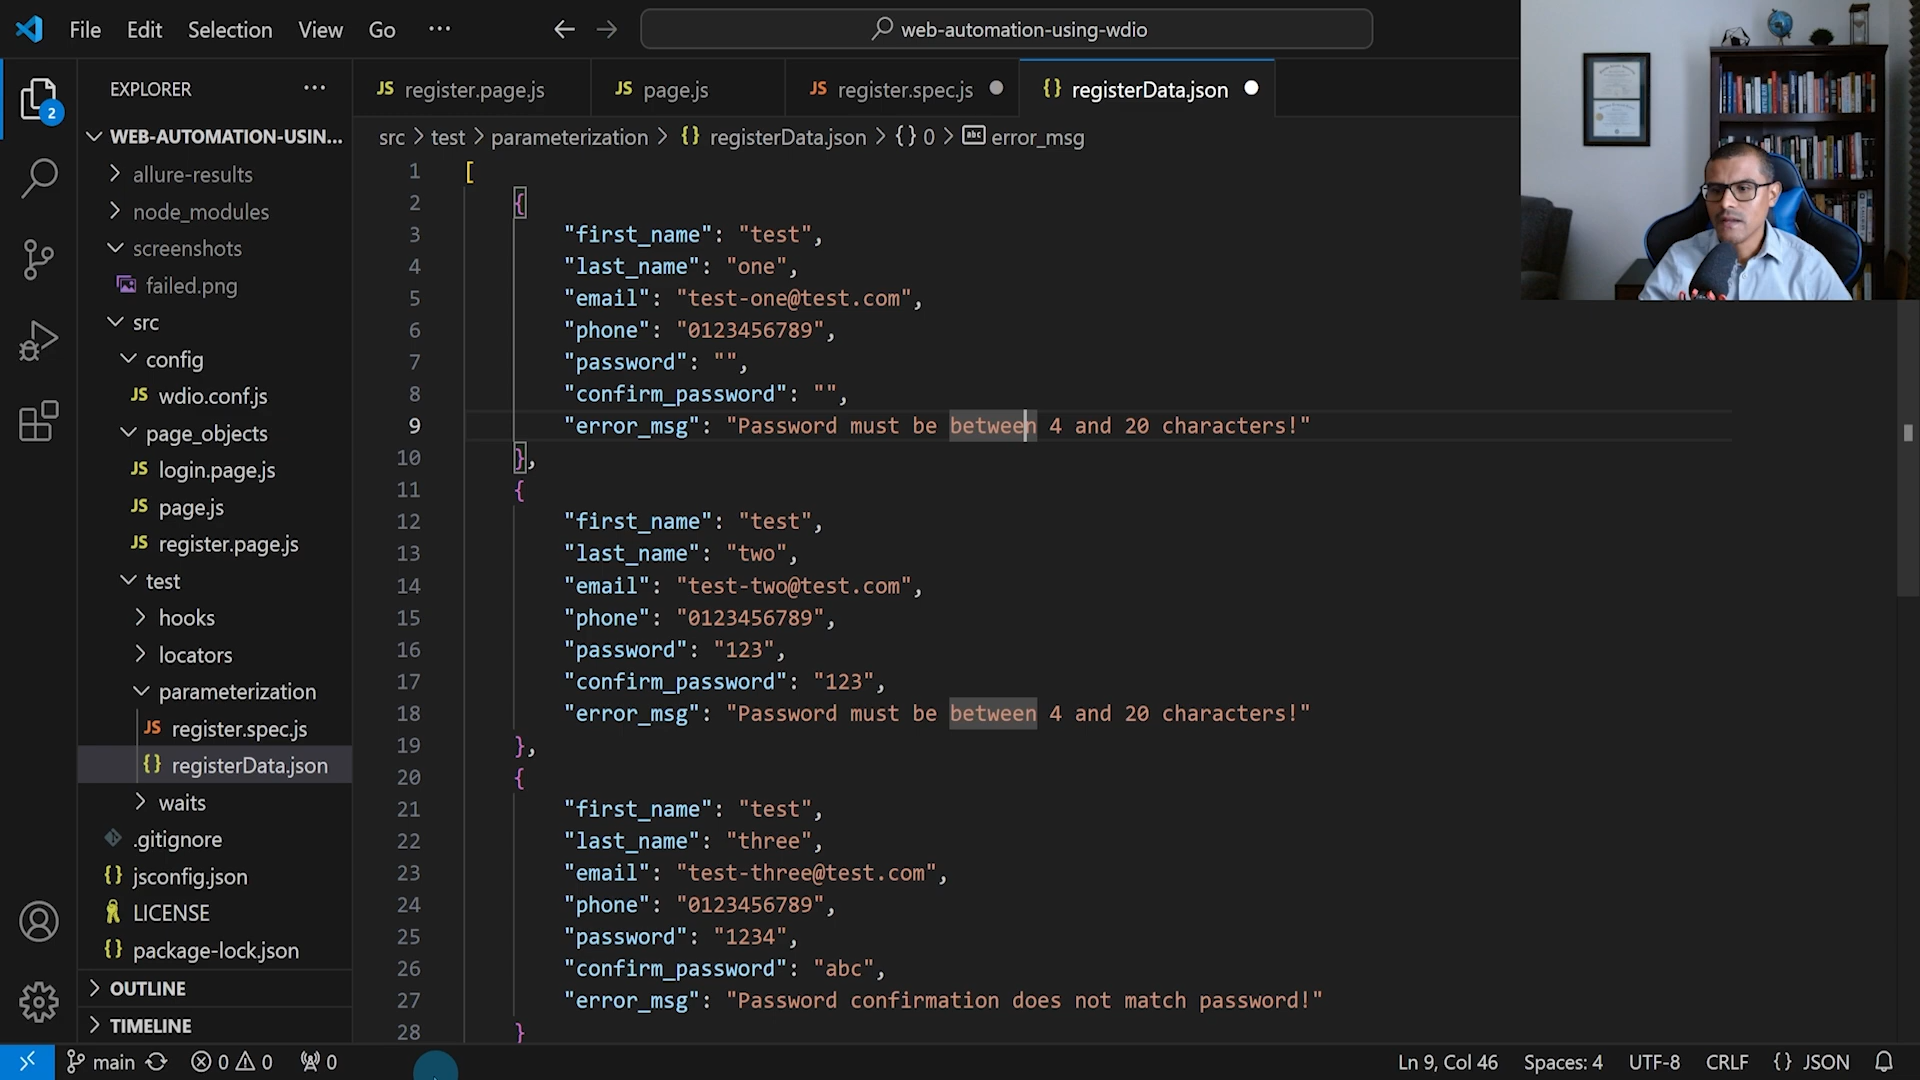 File Edit Selection View Go ···
web-automation-using-wdio
EXPLORER ···
WEB-AUTOMATION-USIN...
allure-results
node_modules
screenshots
failed.png
src
config
JS wdio.conf.js
page_objects
JS login.page.js
JS page.js
JS register.page.js
test
hooks
locators
parameterization
JS register.spec.js
{} registerData.json
waits
.gitignore
{} jsconfig.json
LICENSE
{} package-lock.json
OUTLINE
TIMELINE
2
JS register.page.js
JS page.js
JS register.spec.js
{} registerData.json
src > test > parameterization > {} registerData.json > {} 0 > abc error_msg
1 [
2 {
3 "first_name": "test",
4 "last_name": "one",
5 "email": "test-one@test.com",
6 "phone": "0123456789",
7 "password": "",
8 "confirm_password": "",
9 "error_msg": "Password must be between 4 and 20 characters!"
10 },
11 {
12 "first_name": "test",
13 "last_name": "two",
14 "email": "test-two@test.com",
15 "phone": "0123456789",
16 "password": "123",
17 "confirm_password": "123",
18 "error_msg": "Password must be between 4 and 20 characters!"
19 },
20 {
21 "first_name": "test",
22 "last_name": "three",
23 "email": "test-three@test.com",
24 "phone": "0123456789",
25 "password": "1234",
26 "confirm_password": "abc",
27 "error_msg": "Password confirmation does not match password!"
28 }
main 0 0 0
Ln 9, Col 46 Spaces: 4 UTF-8 CRLF {} JSON